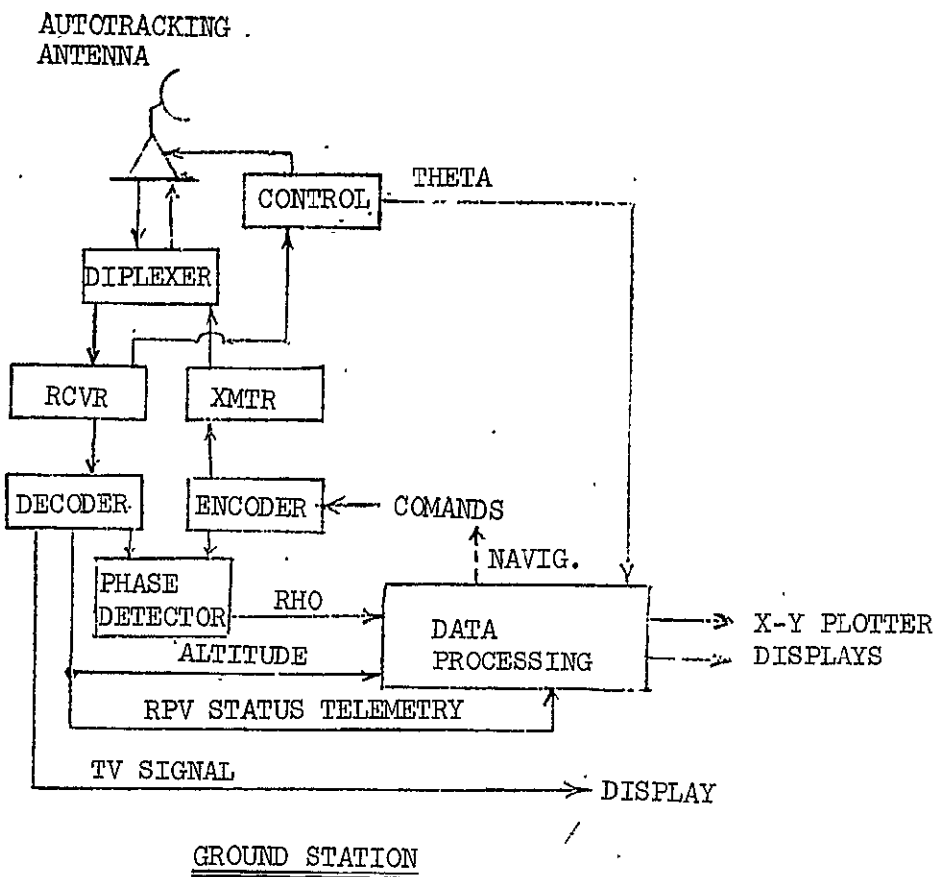 AUTOTRACKING
ANTENNA
THETA
CONTROL
DIPLEXER
RCVR
XMTR
DECODER
ENCODER
COMANDS
NAVIG.
PHASE
DETECTOR
RHO
DATA
PROCESSING
X-Y PLOTTER
DISPLAYS
ALTITUDE
RPV STATUS TELEMETRY
TV SIGNAL
DISPLAY
GROUND STATION